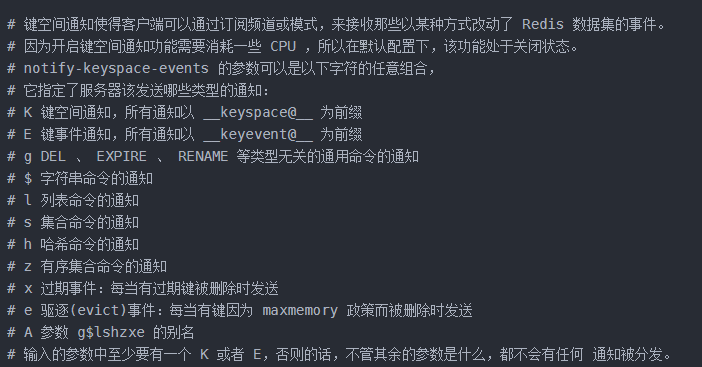 # 键空间通知使得客户端可以通过订阅频道或模式，来接收那些以某种方式改动了 Redis 数据集的事件。
# 因为开启键空间通知功能需要消耗一些 CPU ，所以在默认配置下，该功能处于关闭状态。
# notify-keyspace-events 的参数可以是以下字符的任意组合，
# 它指定了服务器该发送哪些类型的通知：
# K 键空间通知，所有通知以 __keyspace@__ 为前缀
# E 键事件通知，所有通知以 __keyevent@__ 为前缀
# g DEL 、 EXPIRE 、 RENAME 等类型无关的通用命令的通知
# $ 字符串命令的通知
# l 列表命令的通知
# s 集合命令的通知
# h 哈希命令的通知
# z 有序集合命令的通知
# x 过期事件：每当有过期键被删除时发送
# e 驱逐(evict)事件：每当有键因为 maxmemory 政策而被删除时发送
# A 参数 g$lshzxe 的别名
# 输入的参数中至少要有一个 K 或者 E，否则的话，不管其余的参数是什么，都不会有任何 通知被分发。